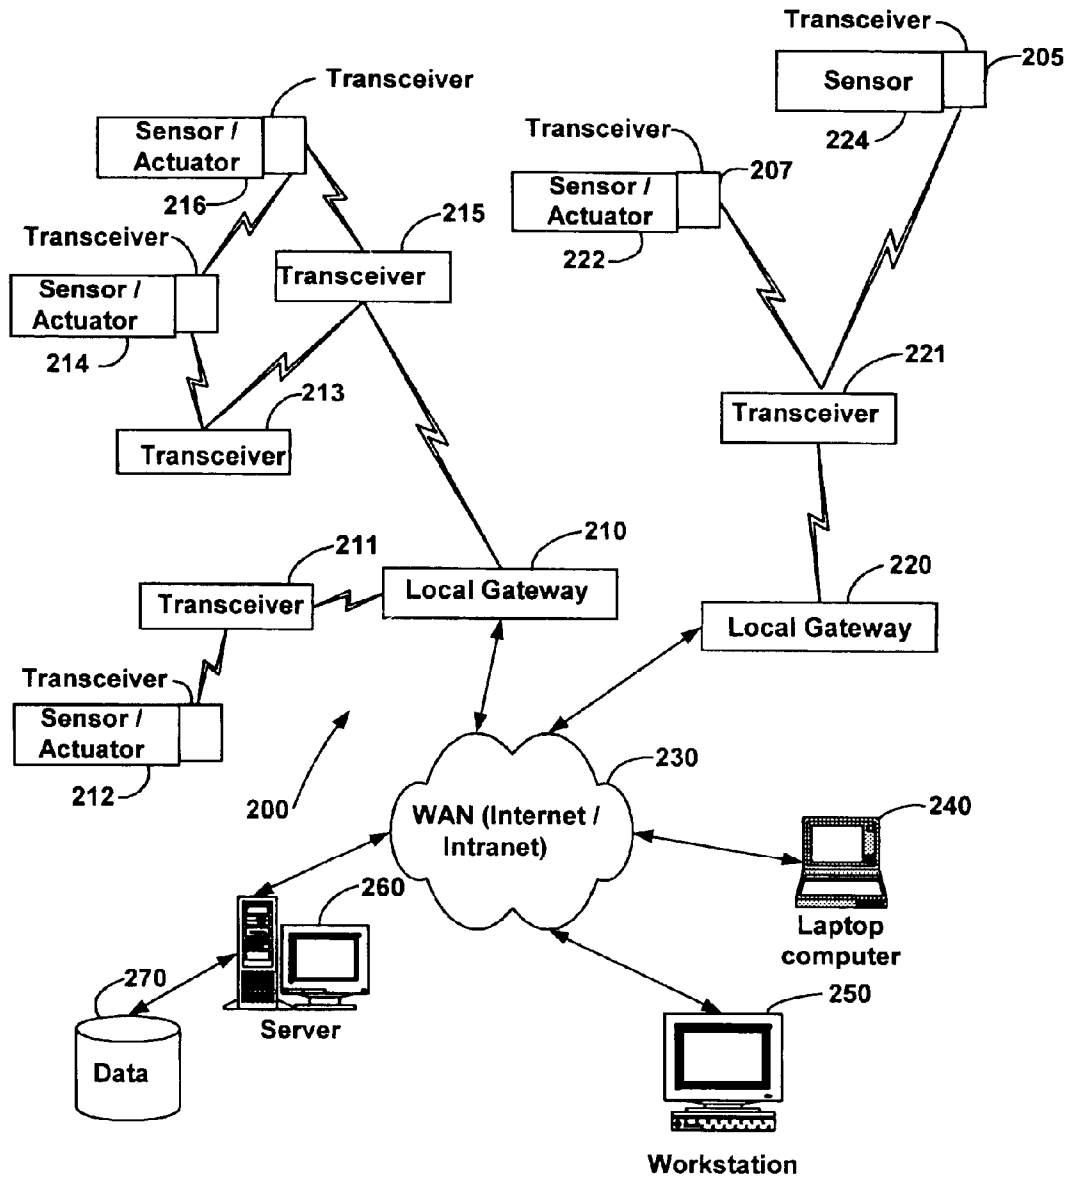 Transceiver
205
Sensor
224
Transceiver
Sensor /
Actuator
216
Transceiver
207
Sensor /
Actuator
222
215
Transceiver
Transceiver
Sensor /
Actuator
214
213
Transceiver
221
Transceiver
210
Local Gateway
211
Transceiver
220
Local Gateway
Transceiver
Sensor /
Actuator
212
200
230
WAN (Internet /
Intranet)
240
Laptop
computer
260
Server
270
Data
250
Workstation